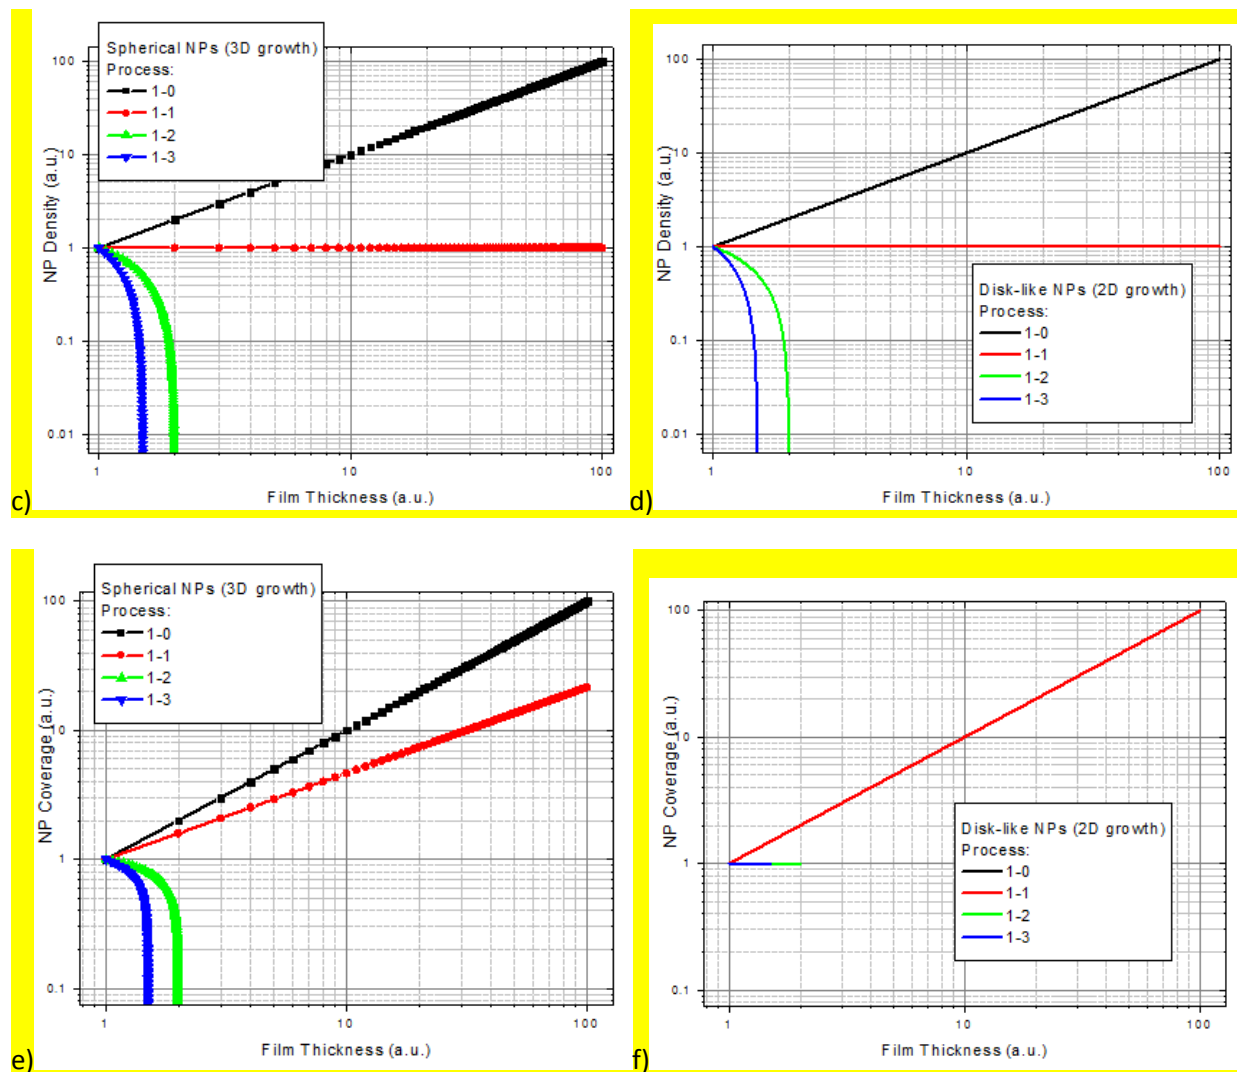 Spherical NPs (3D growth)
Process:
1-0
1-1
1-2
1-3
NP Density (a.u.)
100
10
1
0.1
0.01
1
10
100
Film Thickness (a.u.)
c)
NP Density (a.u.)
100
10
1
0.1
0.01
Disk-like NPs (2D growth)
Process:
1-0
1-1
1-2
1-3
1
10
100
Film Thickness (a.u.)
d)
Spherical NPs (3D growth)
Process:
1-0
1-1
1-2
1-3
NP Coverage (a.u.)
100
10
1
0.1
1
10
100
Film Thickness (a.u.)
e)
NP Coverage (a.u.)
100
10
1
0.1
Disk-like NPs (2D growth)
Process:
1-0
1-1
1-2
1-3
1
10
100
Film Thickness (a.u.)
f)